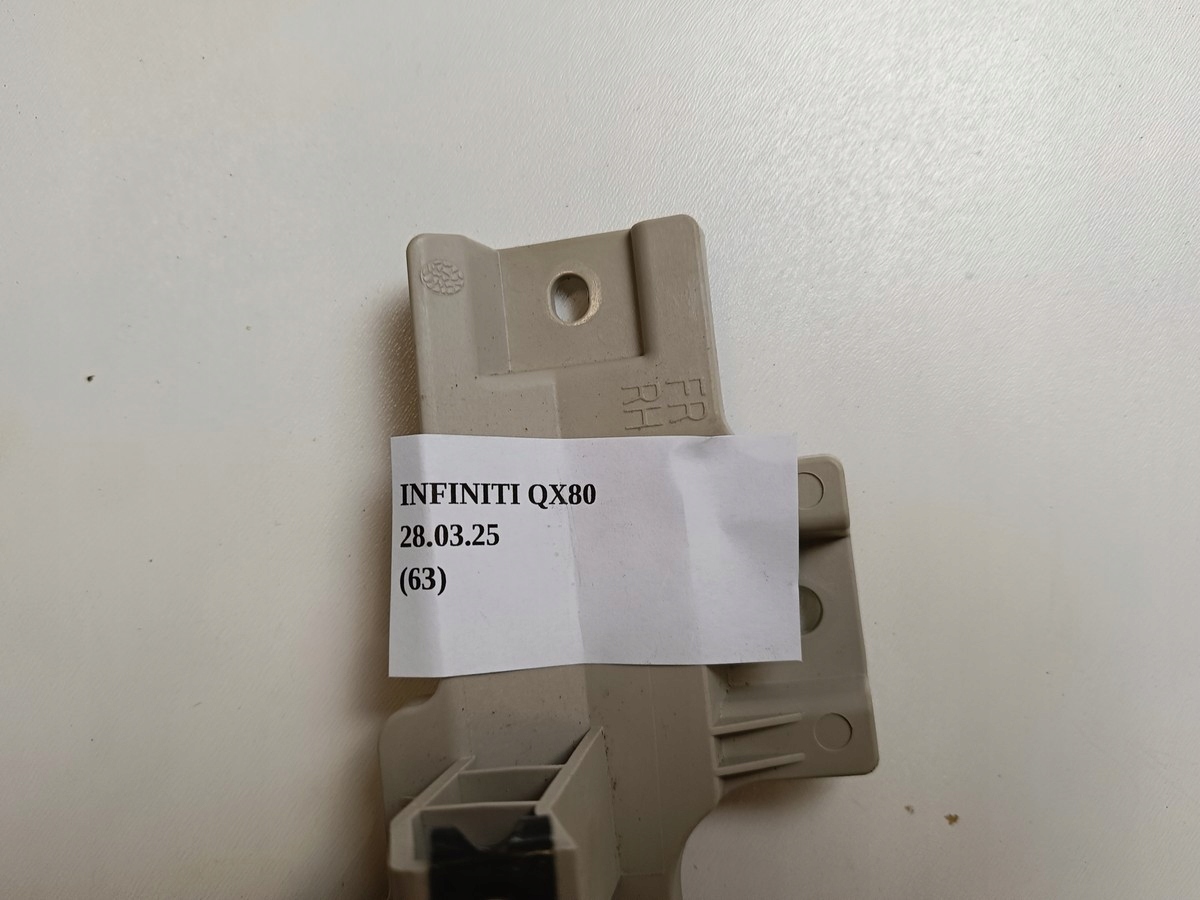 INFINITI QX80
28.03.25
(63)
FR
RH